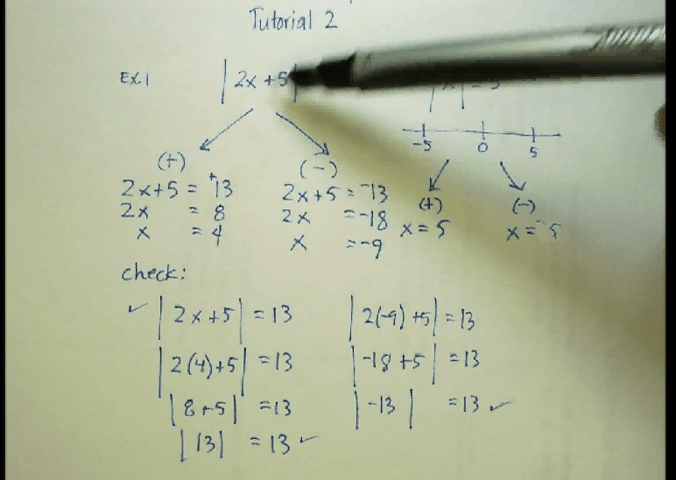 Tutorial 2
Ex.1 |2x+5|
-5 0 5
(+) (-)
2x+5 = +13 2x+5 = -13
2x = 8 2x = -18
x = 4 x = -9
(+) (-)
x = 5 x = -5
check:
✓ |2x+5| = 13 |2(-9)+5| = 13
|2(4)+5| = 13 |-18+5| = 13
|8+5| = 13 |-13| = 13 ✓
|13| = 13 ✓